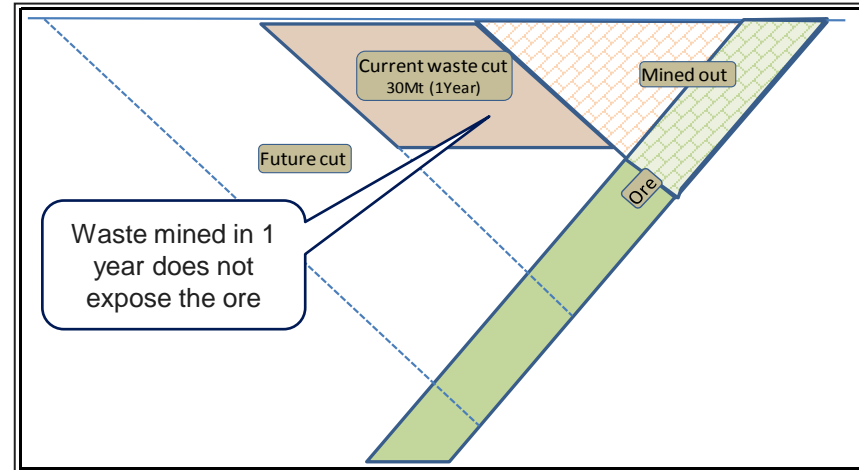 Current waste cut
30Mt (1Year)
Mined out
Future cut
Ore
Waste mined in 1
year does not
expose the ore